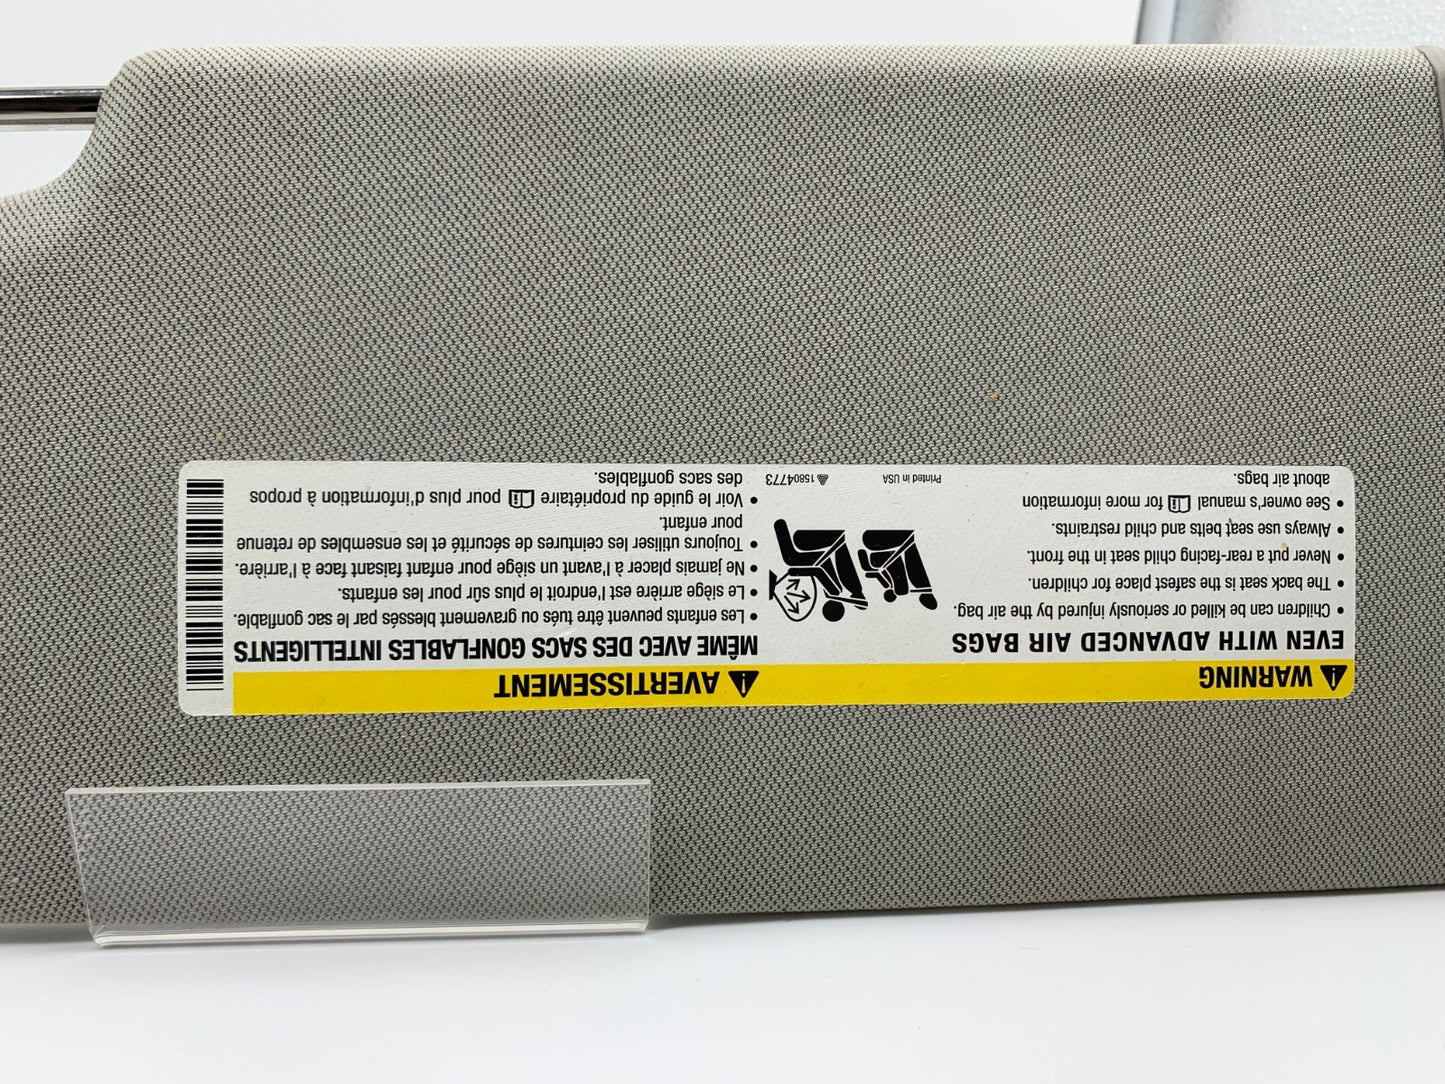 WARNING
EVEN WITH ADVANCED AIR BAGS
• Children can be killed or seriously injured by the air bag.
• The back seat is the safest place for children.
• Never put a rear-facing child seat in the front.
• Always use seat belts and child restraints.
• See owner's manual for more information
about air bags.
Printed in USA
15804773
AVERTISSEMENT
MÊME AVEC DES SACS GONFLABLES INTELLIGENTS
• Les enfants peuvent être tués ou gravement blessés par le sac gonflable.
• Le siège arrière est l'endroit le plus sûr pour les enfants.
• Ne jamais placer à l'avant un siège pour enfant faisant face à l'arrière.
• Toujours utiliser les ceintures de sécurité et les ensembles de retenue
pour enfant.
• Voir le guide du propriétaire pour plus d'information à propos
des sacs gonflables.